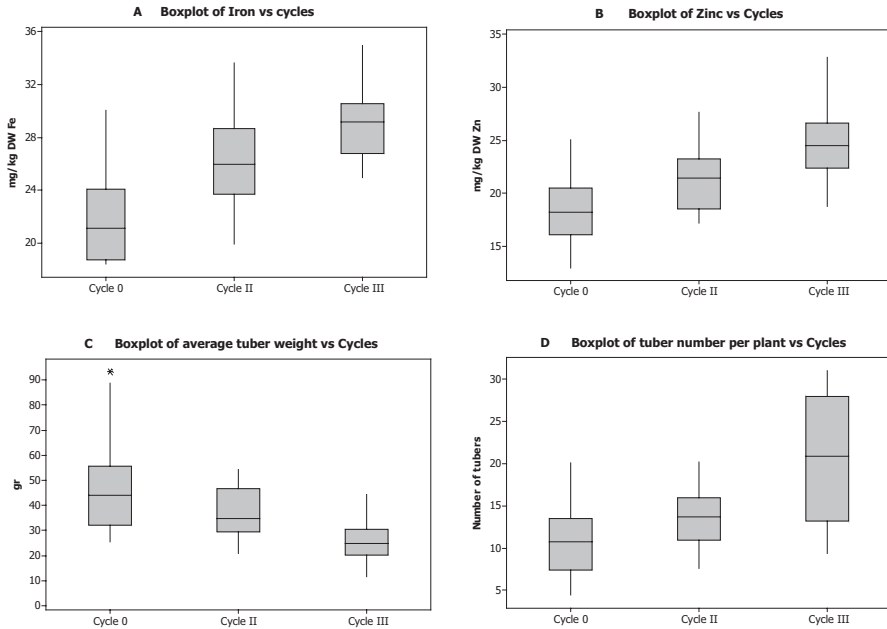 A Boxplot of Iron vs cycles
36
32
28
24
20
mg/kg DW Fe
Cycle 0 Cycle II Cycle III
B Boxplot of Zinc vs Cycles
35
30
25
20
15
mg/kg DW Zn
Cycle 0 Cycle II Cycle III
C Boxplot of average tuber weight vs Cycles
90
80
70
60
50
40
30
20
10
0
gr
*
Cycle 0 Cycle II Cycle III
D Boxplot of tuber number per plant vs Cycles
30
25
20
15
10
5
Number of tubers
Cycle 0 Cycle II Cycle III